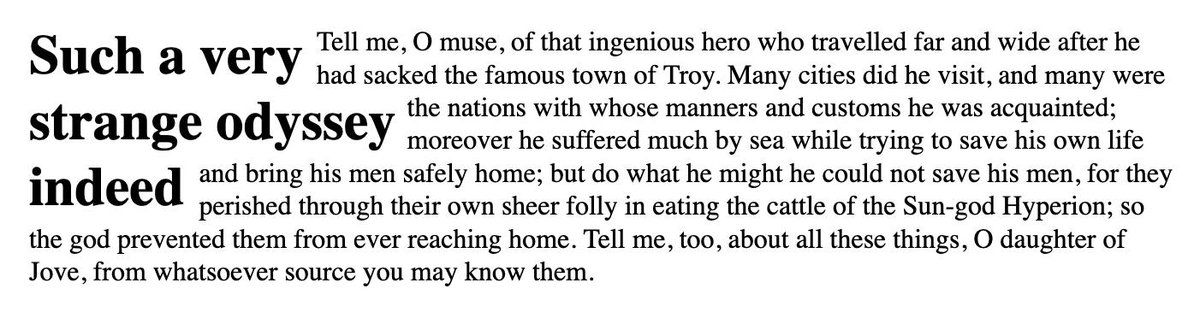 Such a very
strange odyssey
indeed
Tell me, O muse, of that ingenious hero who travelled far and wide after he
had sacked the famous town of Troy. Many cities did he visit, and many were
the nations with whose manners and customs he was acquainted;
moreover he suffered much by sea while trying to save his own life
and bring his men safely home; but do what he might he could not save his men, for they
perished through their own sheer folly in eating the cattle of the Sun-god Hyperion; so
the god prevented them from ever reaching home. Tell me, too, about all these things, O daughter of
Jove, from whatsoever source you may know them.